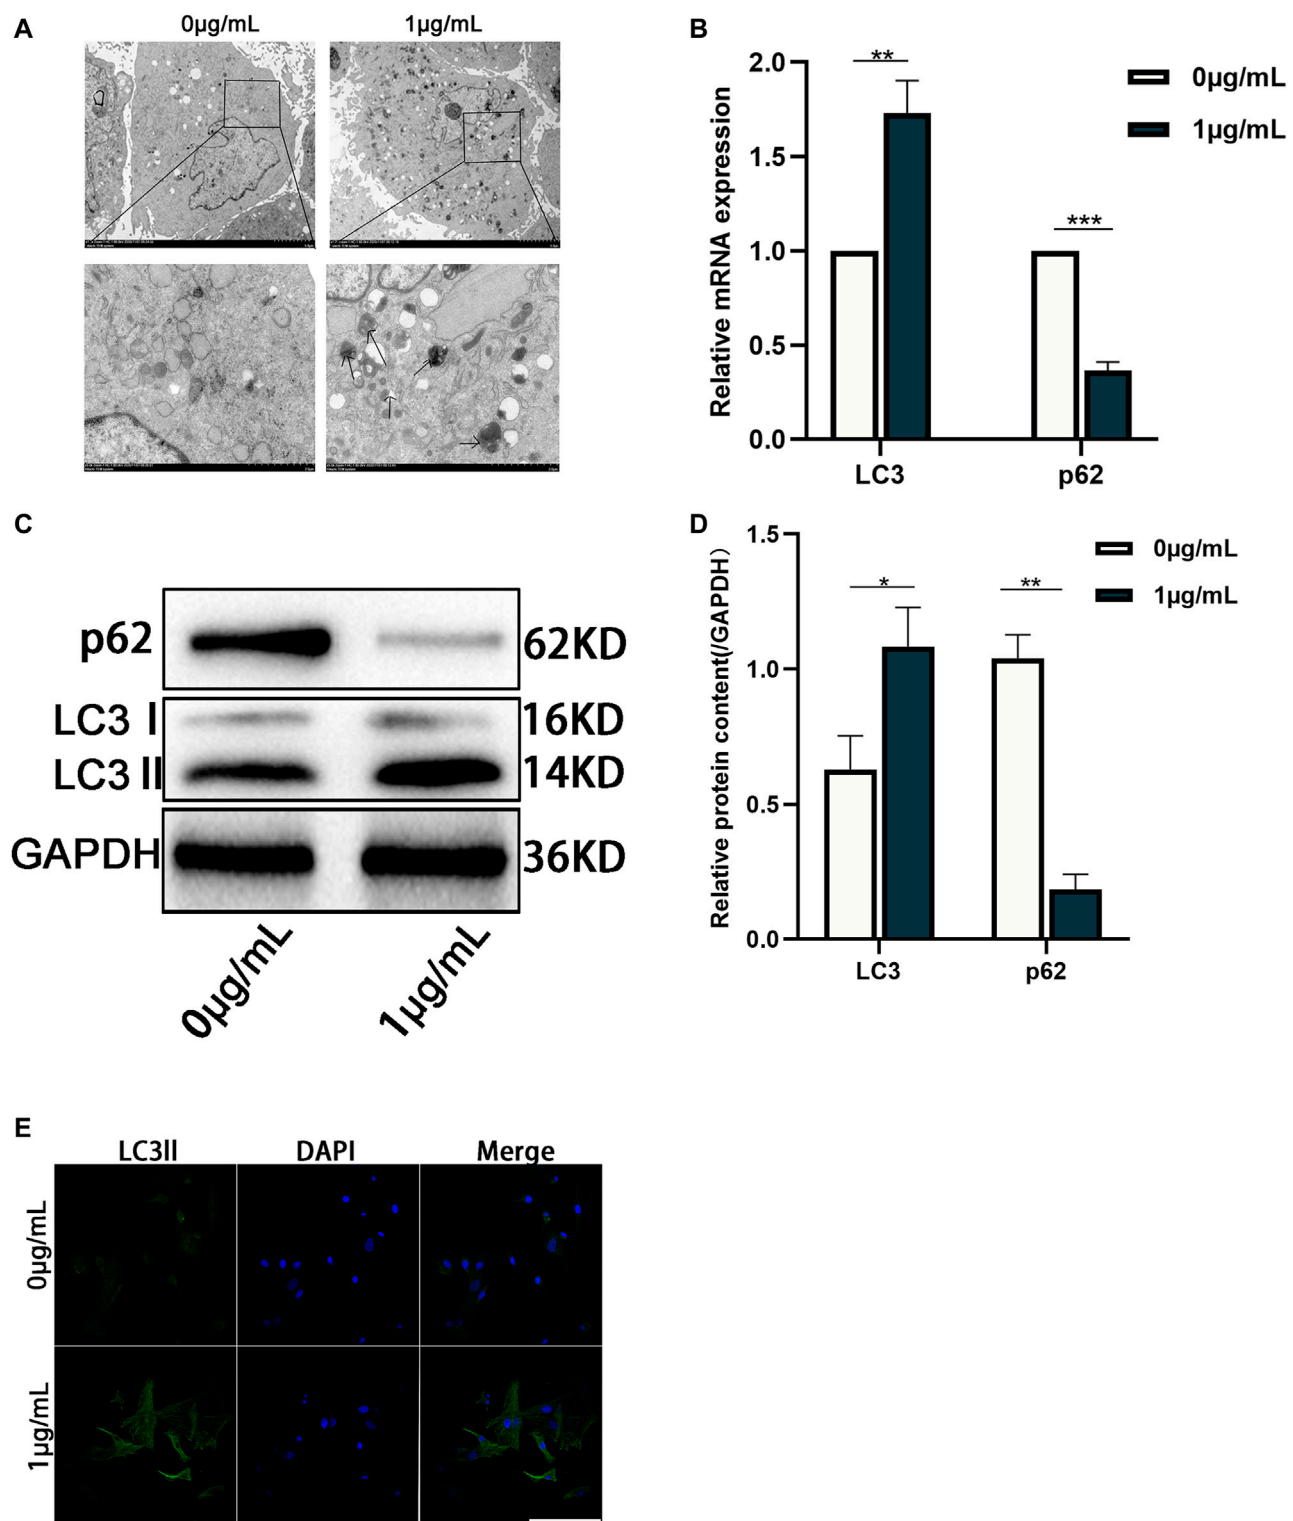 A
0μg/mL
1μg/mL
B
Relative mRNA expression
2.0
1.5
1.0
0.5
0.0
**
***
LC3
p62
0μg/mL
1μg/mL
C
p62
62KD
LC3 I
16KD
LC3 II
14KD
GAPDH
36KD
0μg/mL
1μg/mL
D
Relative protein content(/GAPDH)
1.5
1.0
0.5
0.0
*
**
LC3
p62
0μg/mL
1μg/mL
E
LC3II
DAPI
Merge
0μg/mL
1μg/mL